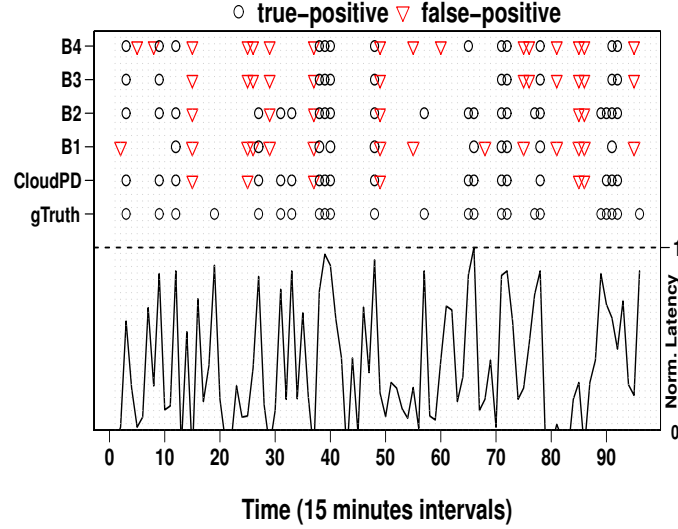 true−positive false−positive
B4
B3
B2
B1
CloudPD
gTruth
1
Norm. Latency
0
0 10 20 30 40 50 60 70 80 90
Time (15 minutes intervals)